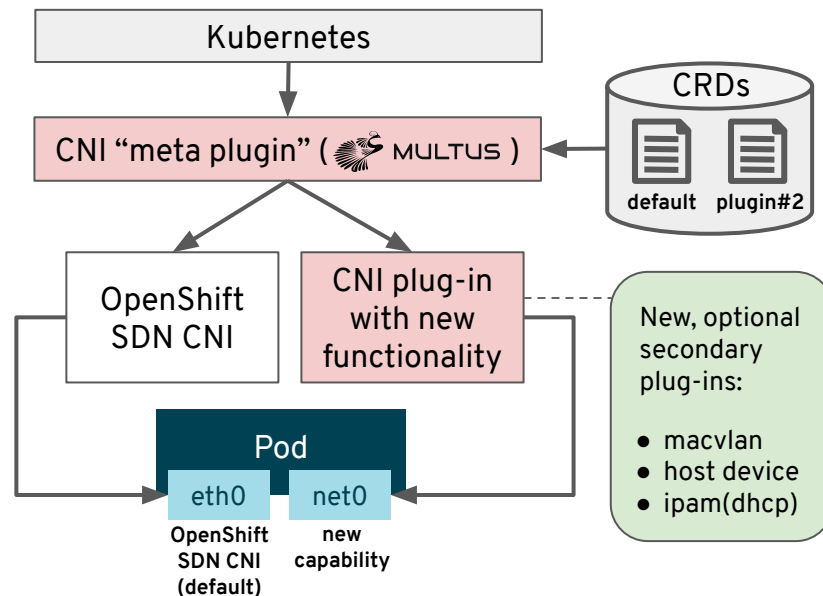 Kubernetes
CNI “meta plugin” ( MULTUS )
CRDs
default
plugin#2
OpenShift
SDN CNI
CNI plug-in
with new
functionality
New, optional
secondary
plug-ins:
● macvlan
● host device
● ipam(dhcp)
Pod
eth0
net0
OpenShift
SDN CNI
(default)
new
capability